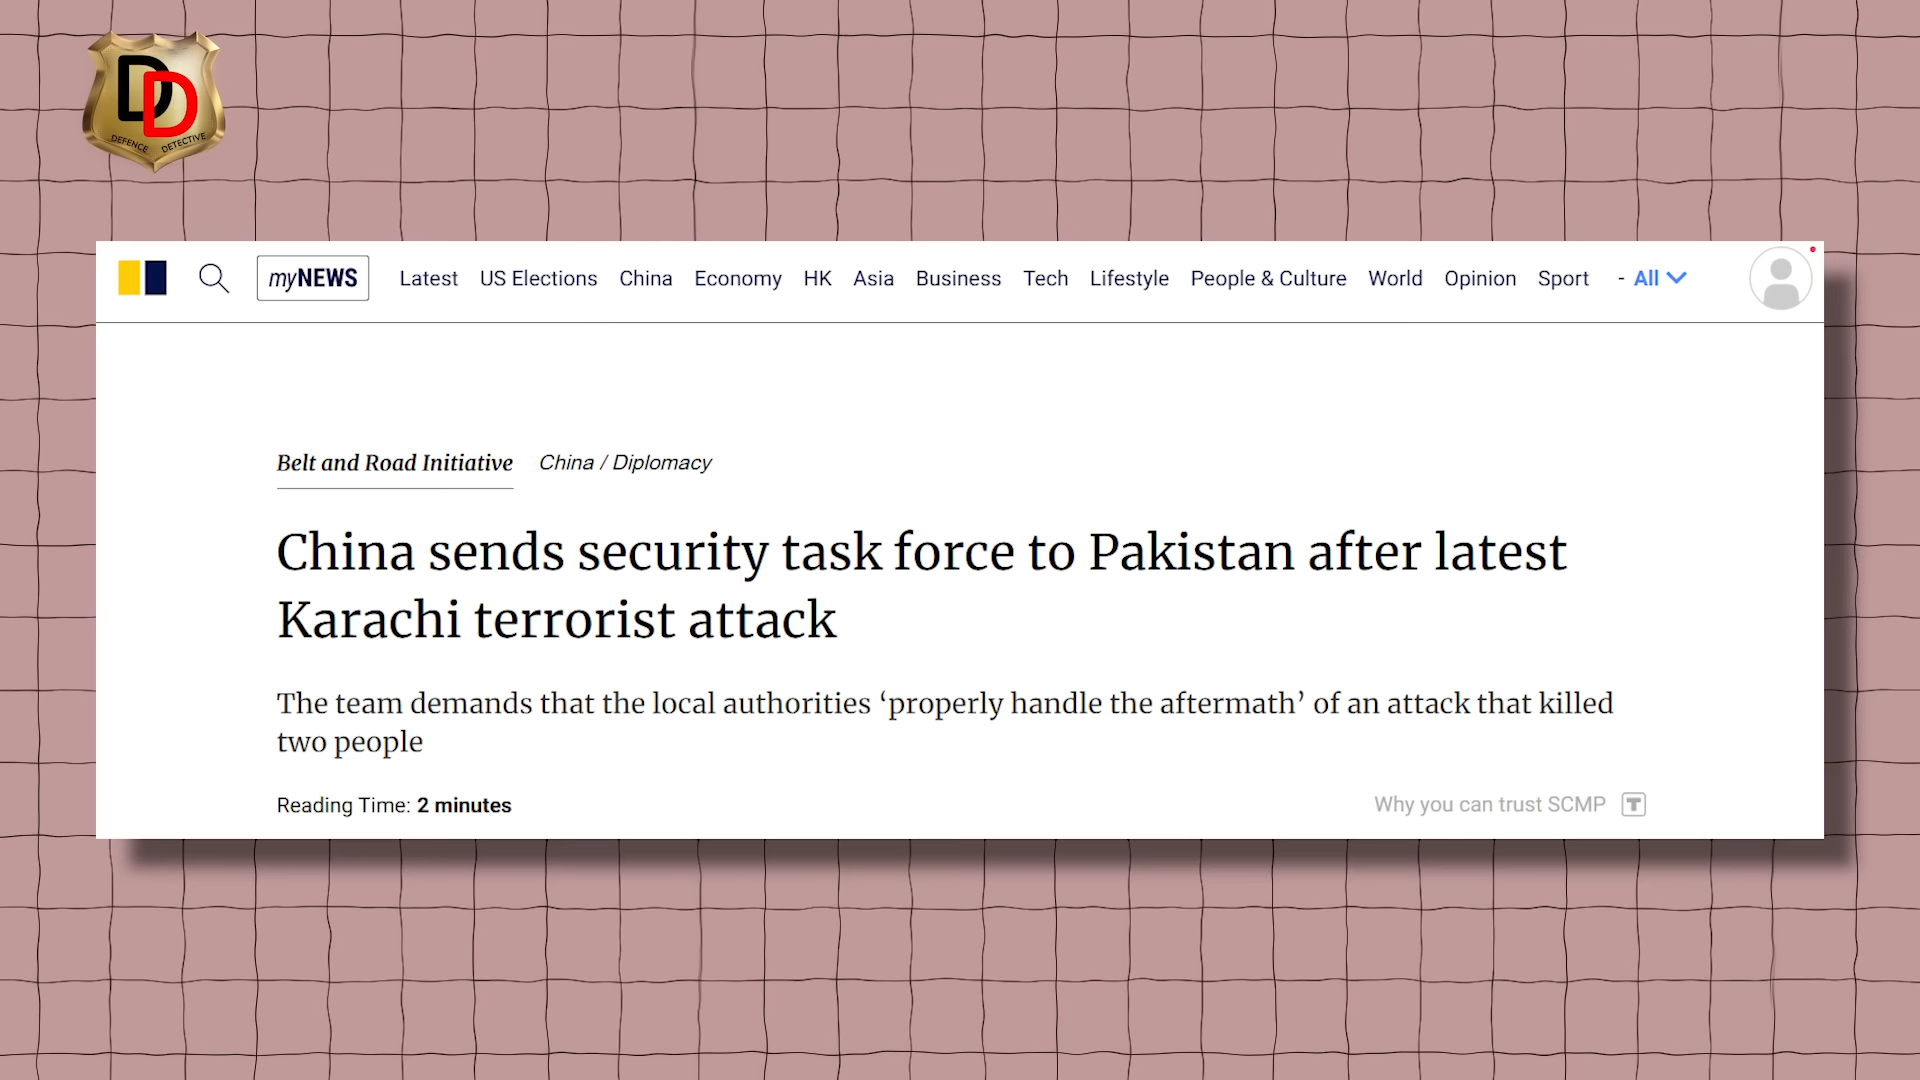 DD
DEFENCE DETECTIVE
myNEWS Latest US Elections China Economy HK Asia Business Tech Lifestyle People & Culture World Opinion Sport - All
Belt and Road Initiative China / Diplomacy
China sends security task force to Pakistan after latest
Karachi terrorist attack
The team demands that the local authorities ‘properly handle the aftermath’ of an attack that killed
two people
Reading Time: 2 minutes
Why you can trust SCMP T